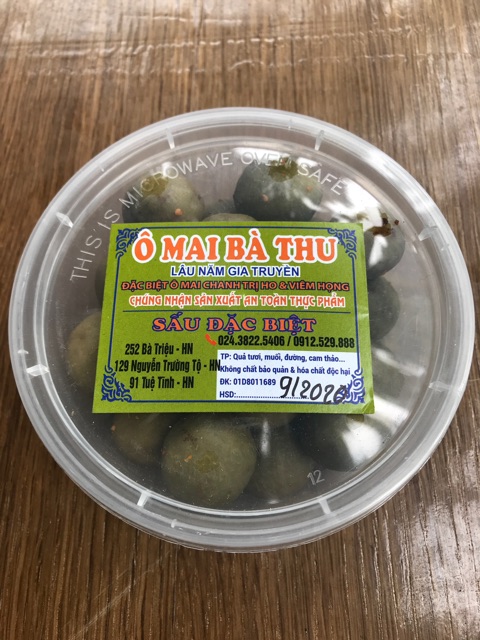 THIS IS MICROWAVE OVEN SAFE
Ô MAI BÀ THU
LÂU NĂM GIA TRUYỀN
ĐẶC BIỆT Ô MAI CHANH TRỊ HO & VIÊM HỌNG
CHỨNG NHẬN SẢN XUẤT AN TOÀN THỰC PHẨM
SẤU ĐẶC BIỆT
024.3822.5406 / 0912.529.888
252 Bà Triệu - HN
129 Nguyễn Trường Tộ - HN
91 Tuệ Tĩnh - HN
TP: Quả tươi, muối, đường, cam thảo...
Không chất bảo quản & hóa chất độc hại
ĐK: 01D8011689
HSD:
12